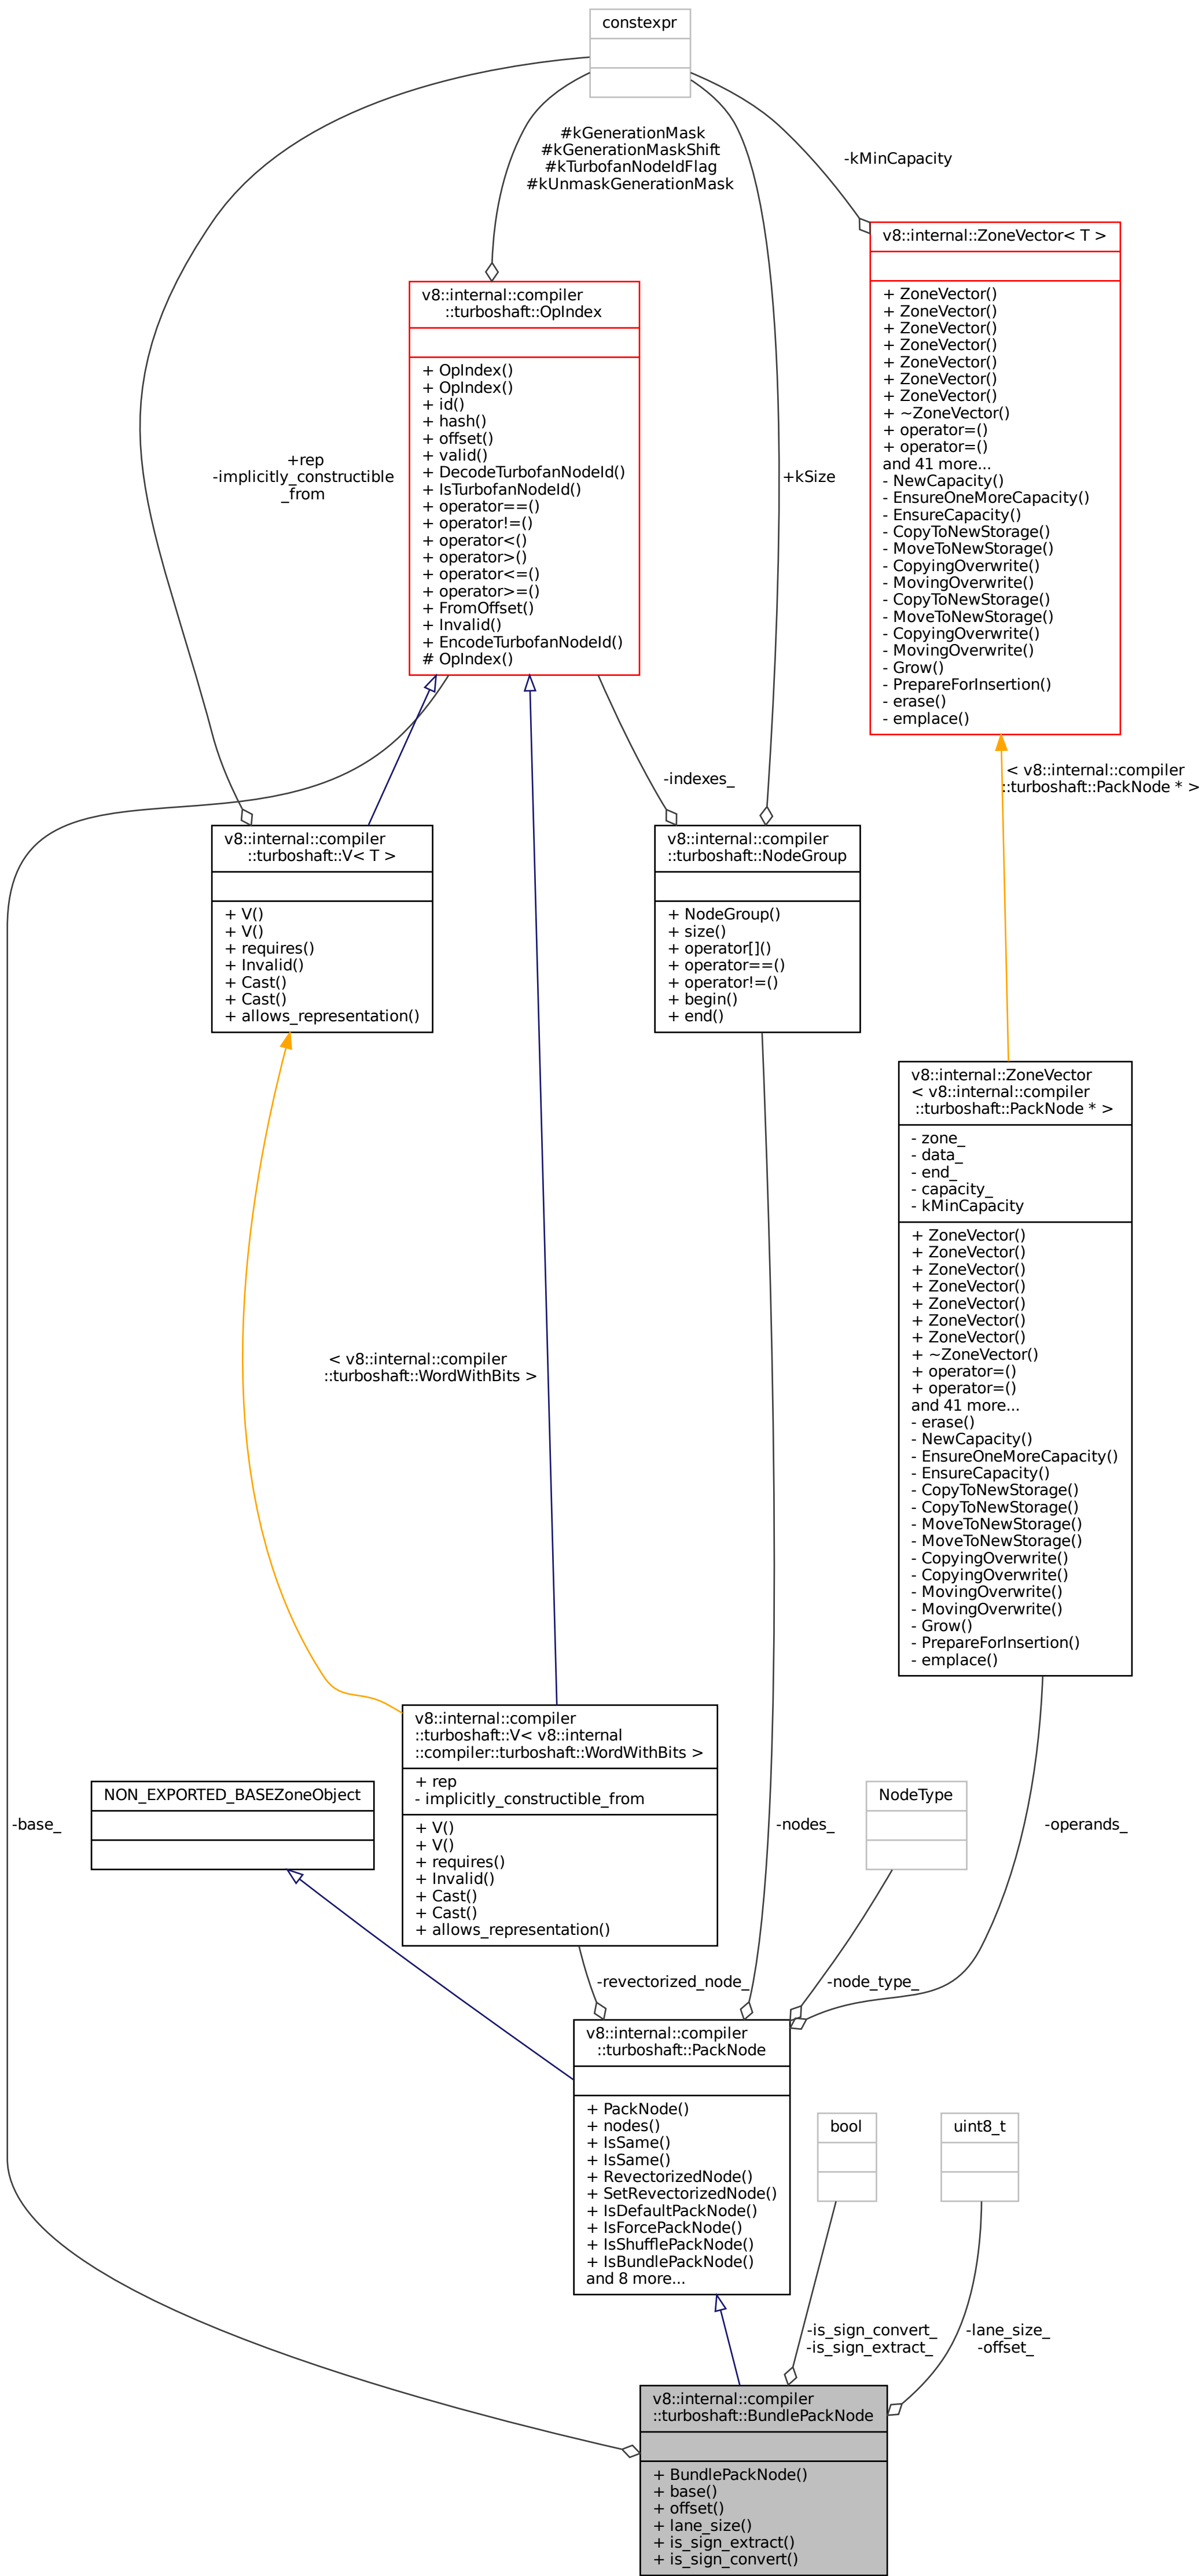 constexpr
#kGenerationMask
#kGenerationMaskShift
#kTurbofanNodeIdFlag
#kUnmaskGenerationMask
-kMinCapacity
v8::internal::ZoneVector< T >
+ ZoneVector()
+ ZoneVector()
+ ZoneVector()
+ ZoneVector()
+ ZoneVector()
+ ZoneVector()
+ ZoneVector()
+ ~ZoneVector()
+ operator=()
+ operator=()
and 41 more...
- NewCapacity()
- EnsureOneMoreCapacity()
- EnsureCapacity()
- CopyToNewStorage()
- MoveToNewStorage()
- CopyingOverwrite()
- MovingOverwrite()
- CopyToNewStorage()
- MoveToNewStorage()
- CopyingOverwrite()
- MovingOverwrite()
- Grow()
- PrepareForInsertion()
- erase()
- emplace()
v8::internal::compiler
::turboshaft::OpIndex
+ OpIndex()
+ OpIndex()
+ id()
+ hash()
+ offset()
+ valid()
+ DecodeTurbofanNodeId()
+ IsTurbofanNodeId()
+ operator==()
+ operator!=()
+ operator<()
+ operator>()
+ operator<=()
+ operator>=()
+ FromOffset()
+ Invalid()
+ EncodeTurbofanNodeId()
# OpIndex()
+rep
-implicitly_constructible
_from
+kSize
-indexes_
< v8::internal::compiler
::turboshaft::PackNode * >
v8::internal::compiler
::turboshaft::V< T >
+ V()
+ V()
+ requires()
+ Invalid()
+ Cast()
+ Cast()
+ allows_representation()
v8::internal::compiler
::turboshaft::NodeGroup
+ NodeGroup()
+ size()
+ operator[]()
+ operator==()
+ operator!=()
+ begin()
+ end()
v8::internal::ZoneVector
< v8::internal::compiler
::turboshaft::PackNode * >
- zone_
- data_
- end_
- capacity_
- kMinCapacity
+ ZoneVector()
+ ZoneVector()
+ ZoneVector()
+ ZoneVector()
+ ZoneVector()
+ ZoneVector()
+ ZoneVector()
+ ~ZoneVector()
+ operator=()
+ operator=()
and 41 more...
- erase()
- NewCapacity()
- EnsureOneMoreCapacity()
- EnsureCapacity()
- CopyToNewStorage()
- CopyToNewStorage()
- MoveToNewStorage()
- MoveToNewStorage()
- CopyingOverwrite()
- CopyingOverwrite()
- MovingOverwrite()
- MovingOverwrite()
- Grow()
- PrepareForInsertion()
- emplace()
< v8::internal::compiler
::turboshaft::WordWithBits >
v8::internal::compiler
::turboshaft::V< v8::internal
::compiler::turboshaft::WordWithBits >
+ rep
- implicitly_constructible_from
+ V()
+ V()
+ requires()
+ Invalid()
+ Cast()
+ Cast()
+ allows_representation()
NON_EXPORTED_BASEZoneObject
NodeType
-base_
-nodes_
-operands_
-revectorized_node_
-node_type_
v8::internal::compiler
::turboshaft::PackNode
+ PackNode()
+ nodes()
+ IsSame()
+ IsSame()
+ RevectorizedNode()
+ SetRevectorizedNode()
+ IsDefaultPackNode()
+ IsForcePackNode()
+ IsShufflePackNode()
+ IsBundlePackNode()
and 8 more...
bool
uint8_t
-is_sign_convert_
-is_sign_extract_
-lane_size_
-offset_
v8::internal::compiler
::turboshaft::BundlePackNode
+ BundlePackNode()
+ base()
+ offset()
+ lane_size()
+ is_sign_extract()
+ is_sign_convert()